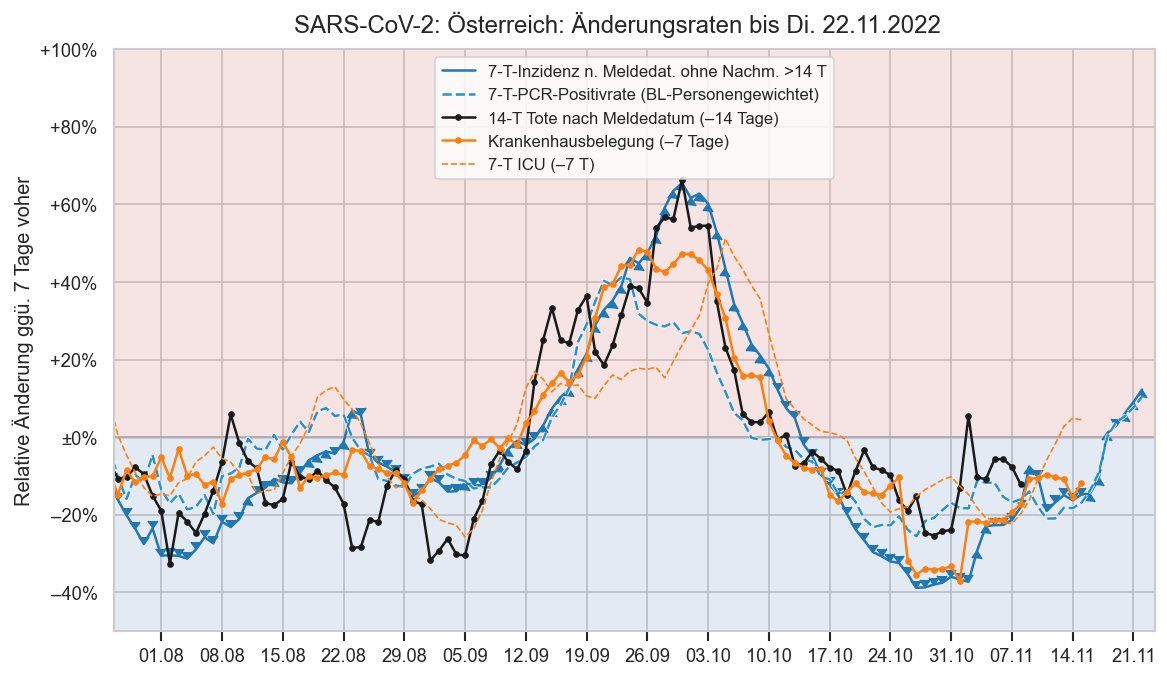 SARS-CoV-2: Österreich: Änderungsraten bis Di. 22.11.2022
+100%
+80%
+60%
+40%
+20%
±0%
–20%
–40%
Relative Änderung ggü. 7 Tage voher
7-T-Inzidenz n. Meldedat. ohne Nachm. >14 T
7-T-PCR-Positivrate (BL-Personengewichtet)
14-T Tote nach Meldedatum (–14 Tage)
Krankenhausbelegung (–7 Tage)
7-T ICU (–7 T)
01.08 08.08 15.08 22.08 29.08 05.09 12.09 19.09 26.09 03.10 10.10 17.10 24.10 31.10 07.11 14.11 21.11